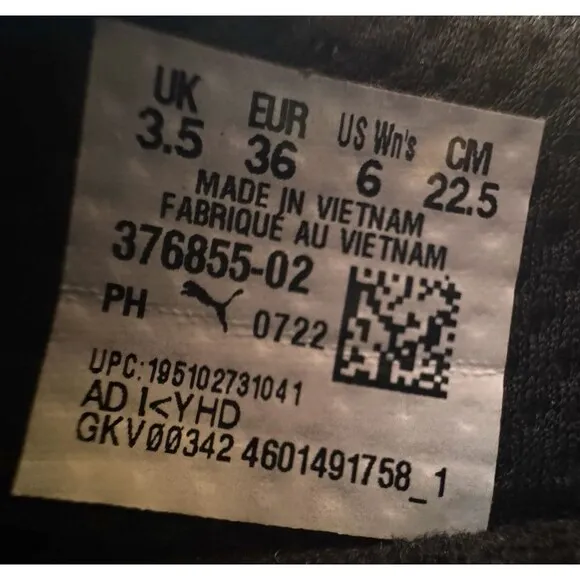 UK EUR US Wn's CM
3.5 36 6 22.5
MADE IN VIETNAM
FABRIQUÉ AU VIETNAM
376855-02
PH 0722
UPC:195102731041
AD I<YHD
GKVØØ342 4601491758_1